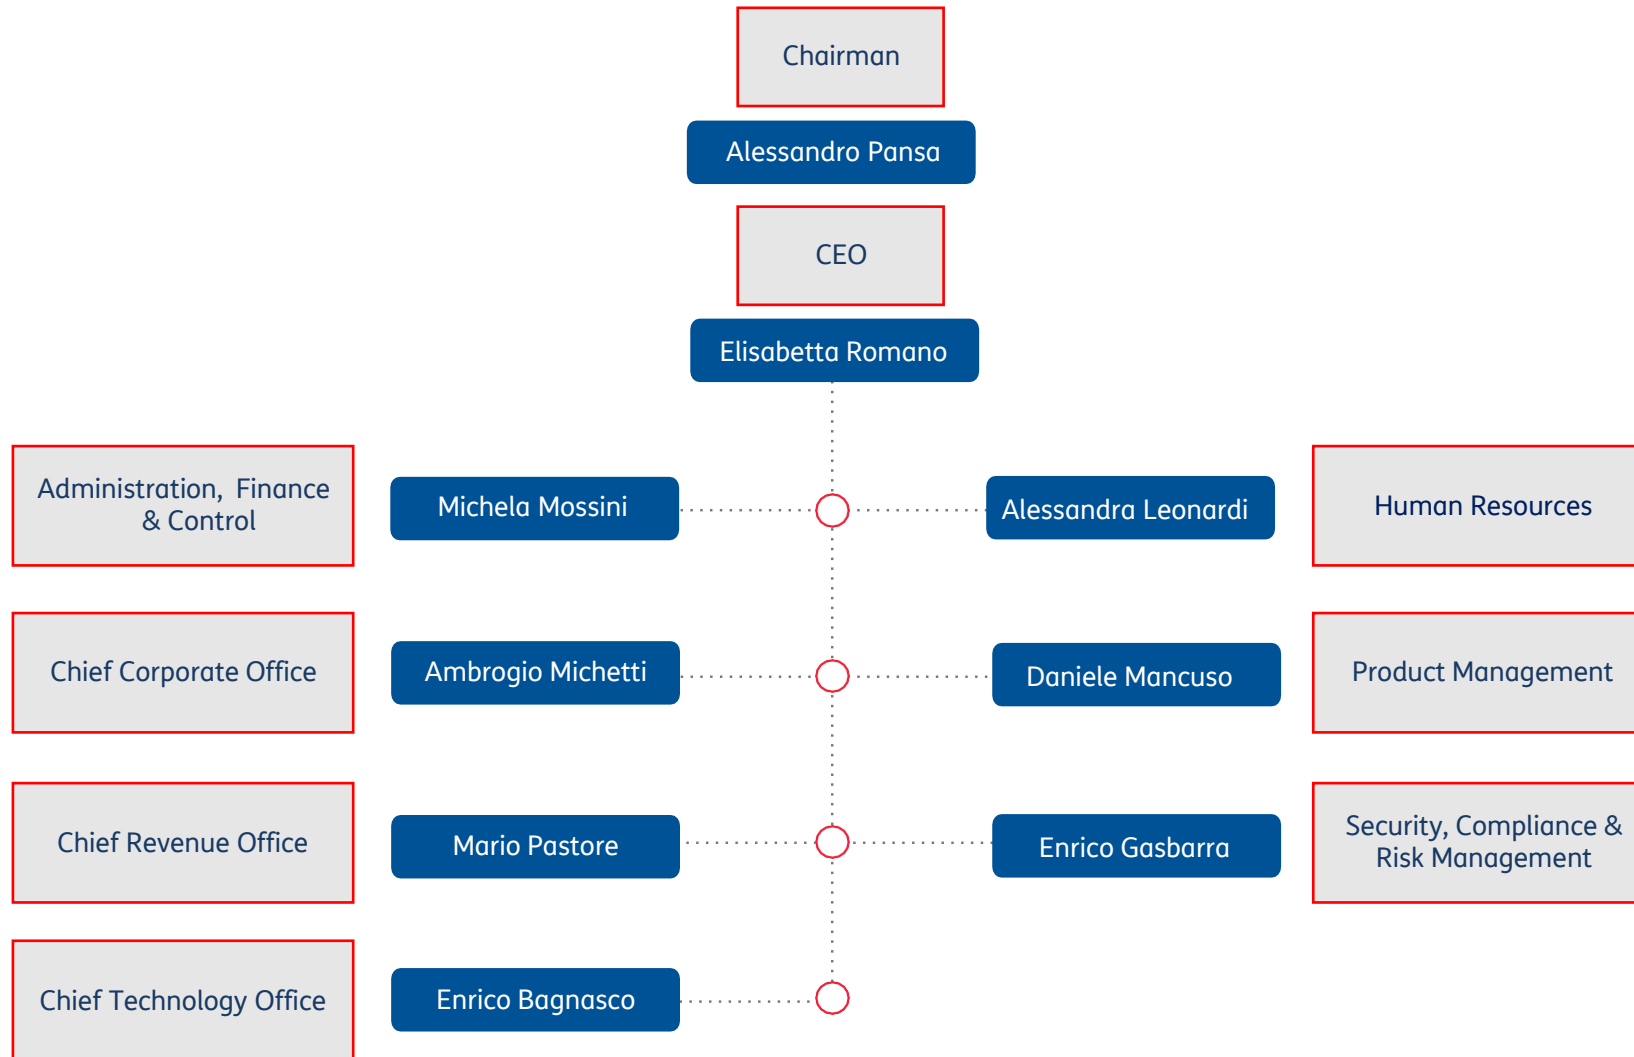 Chairman
Alessandro Pansa
CEO
Elisabetta Romano
Administration, Finance
& Control
Michela Mossini
Alessandra Leonardi
Human Resources
Chief Corporate Office
Ambrogio Michetti
Daniele Mancuso
Product Management
Chief Revenue Office
Mario Pastore
Enrico Gasbarra
Security, Compliance &
Risk Management
Chief Technology Office
Enrico Bagnasco